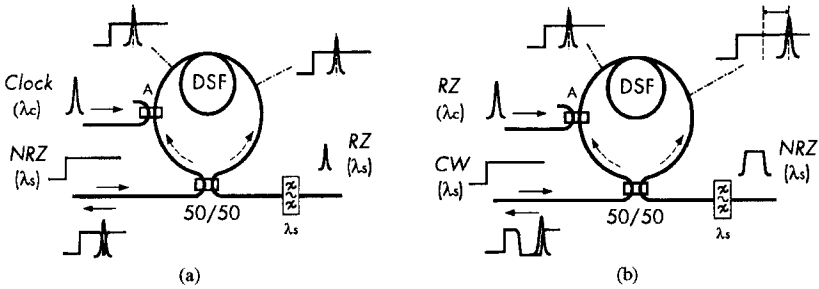 Clock
(λc)
A
DSF
NRZ
(λs)
RZ
(λs)
50/50
λs
(a)
RZ
(λc)
A
DSF
CW
(λs)
NRZ
(λs)
50/50
λs
(b)